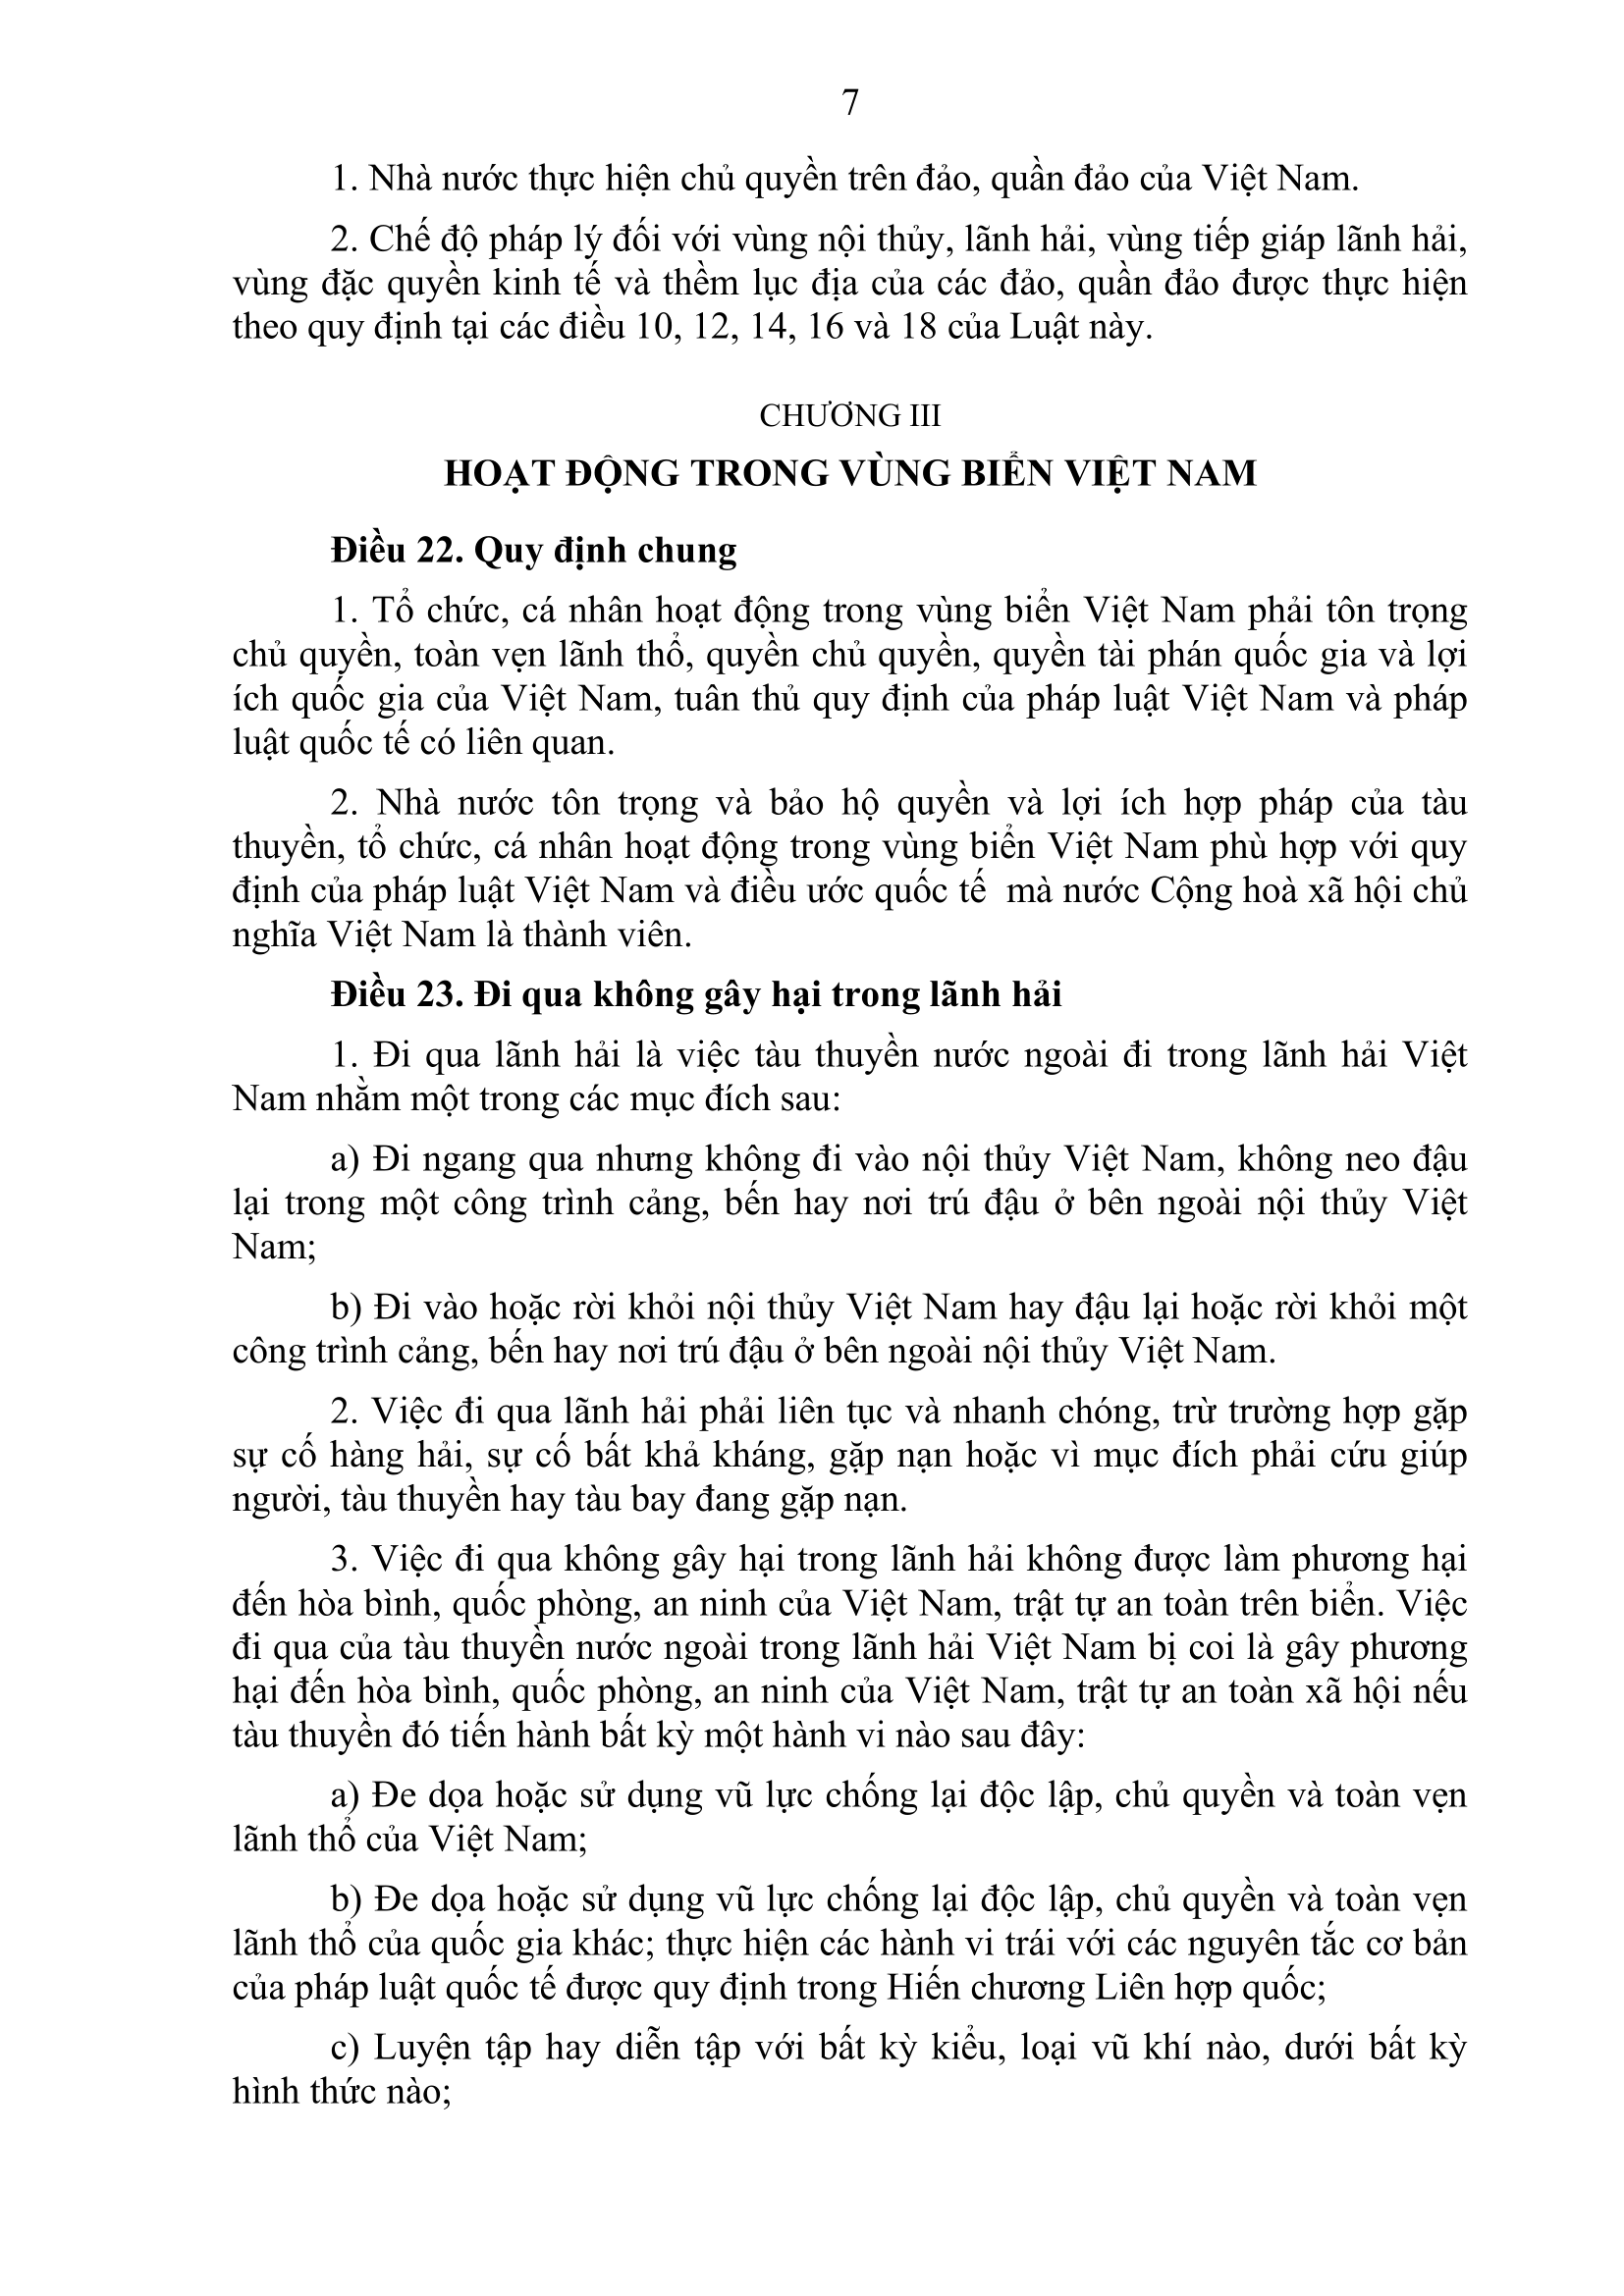 7
1. Nhà nước thực hiện chủ quyền trên đảo, quần đảo của Việt Nam.
2. Chế độ pháp lý đối với vùng nội thủy, lãnh hải, vùng tiếp giáp lãnh hải,
vùng đặc quyền kinh tế và thềm lục địa của các đảo, quần đảo được thực hiện
theo quy định tại các điều 10, 12, 14, 16 và 18 của Luật này.
CHƯƠNG III
HOẠT ĐỘNG TRONG VÙNG BIỂN VIỆT NAM
Điều 22. Quy định chung
1. Tổ chức, cá nhân hoạt động trong vùng biển Việt Nam phải tôn trọng
chủ quyền, toàn vẹn lãnh thổ, quyền chủ quyền, quyền tài phán quốc gia và lợi
ích quốc gia của Việt Nam, tuân thủ quy định của pháp luật Việt Nam và pháp
luật quốc tế có liên quan.
2. Nhà nước tôn trọng và bảo hộ quyền và lợi ích hợp pháp của tàu
thuyền, tổ chức, cá nhân hoạt động trong vùng biển Việt Nam phù hợp với quy
định của pháp luật Việt Nam và điều ước quốc tế  mà nước Cộng hoà xã hội chủ
nghĩa Việt Nam là thành viên.
Điều 23. Đi qua không gây hại trong lãnh hải
1. Đi qua lãnh hải là việc tàu thuyền nước ngoài đi trong lãnh hải Việt
Nam nhằm một trong các mục đích sau:
a) Đi ngang qua nhưng không đi vào nội thủy Việt Nam, không neo đậu
lại trong một công trình cảng, bến hay nơi trú đậu ở bên ngoài nội thủy Việt
Nam;
b) Đi vào hoặc rời khỏi nội thủy Việt Nam hay đậu lại hoặc rời khỏi một
công trình cảng, bến hay nơi trú đậu ở bên ngoài nội thủy Việt Nam.
2. Việc đi qua lãnh hải phải liên tục và nhanh chóng, trừ trường hợp gặp
sự cố hàng hải, sự cố bất khả kháng, gặp nạn hoặc vì mục đích phải cứu giúp
người, tàu thuyền hay tàu bay đang gặp nạn.
3. Việc đi qua không gây hại trong lãnh hải không được làm phương hại
đến hòa bình, quốc phòng, an ninh của Việt Nam, trật tự an toàn trên biển. Việc
đi qua của tàu thuyền nước ngoài trong lãnh hải Việt Nam bị coi là gây phương
hại đến hòa bình, quốc phòng, an ninh của Việt Nam, trật tự an toàn xã hội nếu
tàu thuyền đó tiến hành bất kỳ một hành vi nào sau đây:
a) Đe dọa hoặc sử dụng vũ lực chống lại độc lập, chủ quyền và toàn vẹn
lãnh thổ của Việt Nam;
b) Đe dọa hoặc sử dụng vũ lực chống lại độc lập, chủ quyền và toàn vẹn
lãnh thổ của quốc gia khác; thực hiện các hành vi trái với các nguyên tắc cơ bản
của pháp luật quốc tế được quy định trong Hiến chương Liên hợp quốc;
c) Luyện tập hay diễn tập với bất kỳ kiểu, loại vũ khí nào, dưới bất kỳ
hình thức nào;